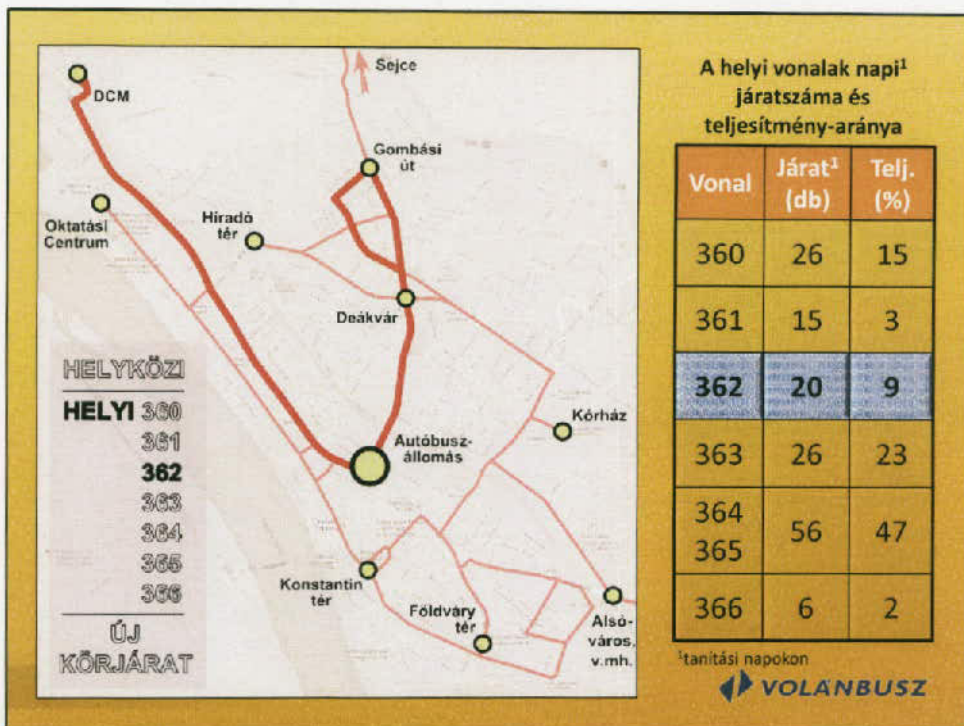 Sejce
DCM
Gombási
út
Oktatási
Centrum
Híradó
tér
Deákvár
HELYKÖZI
HELYI 360
361
362
363
364
365
366
ÚJ
KÖRJÁRAT
Kórház
Autóbusz-
állomás
Konstantin
tér
Földváry
tér
Alsó-
város,
v.mh.
A helyi vonalak napi¹
járatszáma és
teljesítmény-aránya
Vonal Járat¹ (db) Telj. (%)
360 26 15
361 15 3
362 20 9
363 26 23
364 365 56 47
366 6 2
¹tanítási napokon
VOLÁNBUSZ